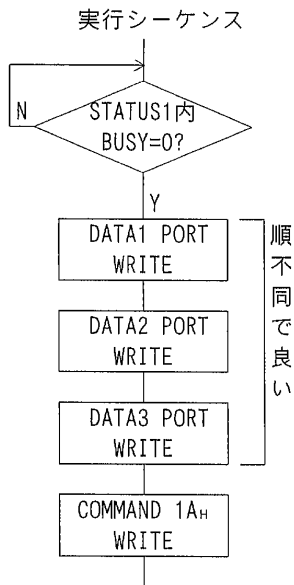 実行シーケンス
N
STATUS1内
BUSY=0?
Y
DATA1 PORT
WRITE
DATA2 PORT
WRITE
DATA3 PORT
WRITE
順不同で良い
COMMAND 1AH
WRITE